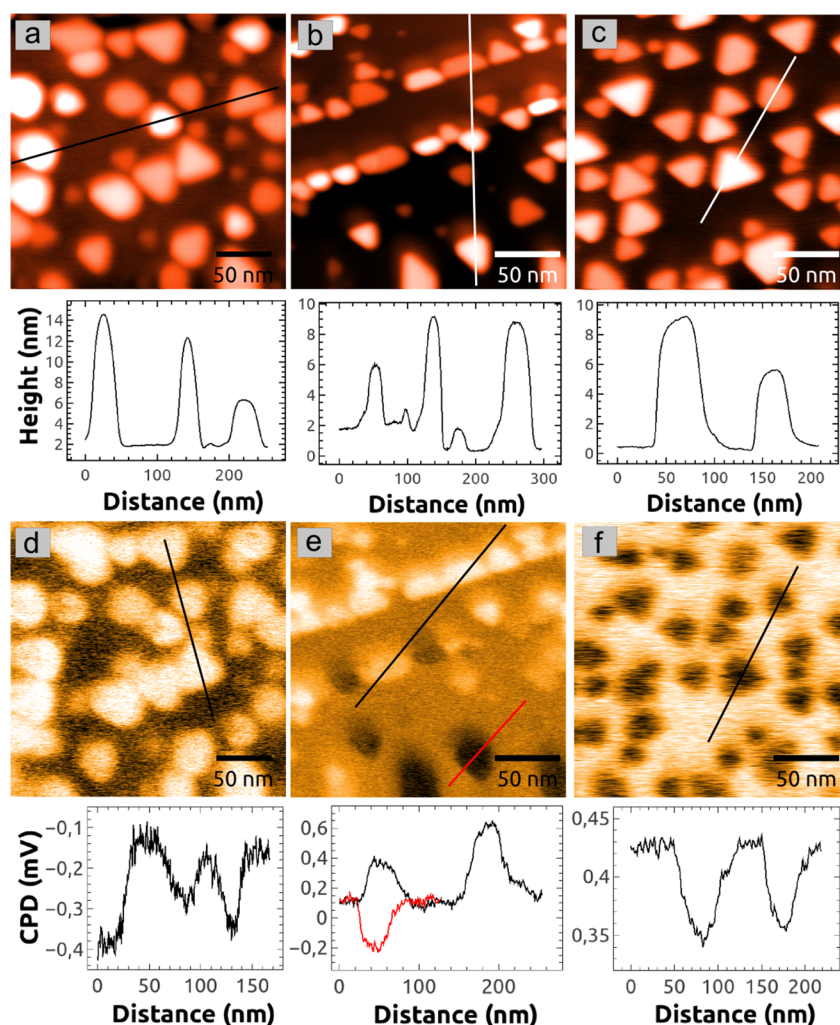 a b c
50 nm 50 nm 50 nm
Height (nm)
14
12
10
8
6
4
2
0 100 200
Distance (nm)
10
8
6
4
2
0
0 100 200 300
Distance (nm)
10
8
6
4
2
0
0 50 100 150 200
Distance (nm)
d e f
50 nm 50 nm 50 nm
CPD (mV)
−0,1
−0,2
−0,3
−0,4
0 50 100 150
Distance (nm)
0,6
0,4
0,2
0
−0,2
0 100 200
Distance (nm)
0,45
0,4
0,35
0 50 100 150 200
Distance (nm)